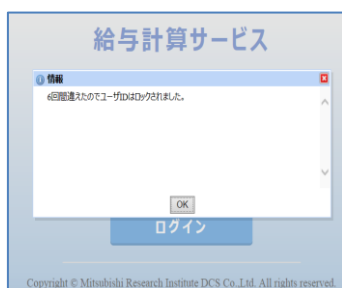 給与計算サービス
情報
6回間違えたのでユーザIDはロックされました。
OK
ログイン
Copyright © Mitsubishi Research Institute DCS Co.,Ltd. All rights reserved.